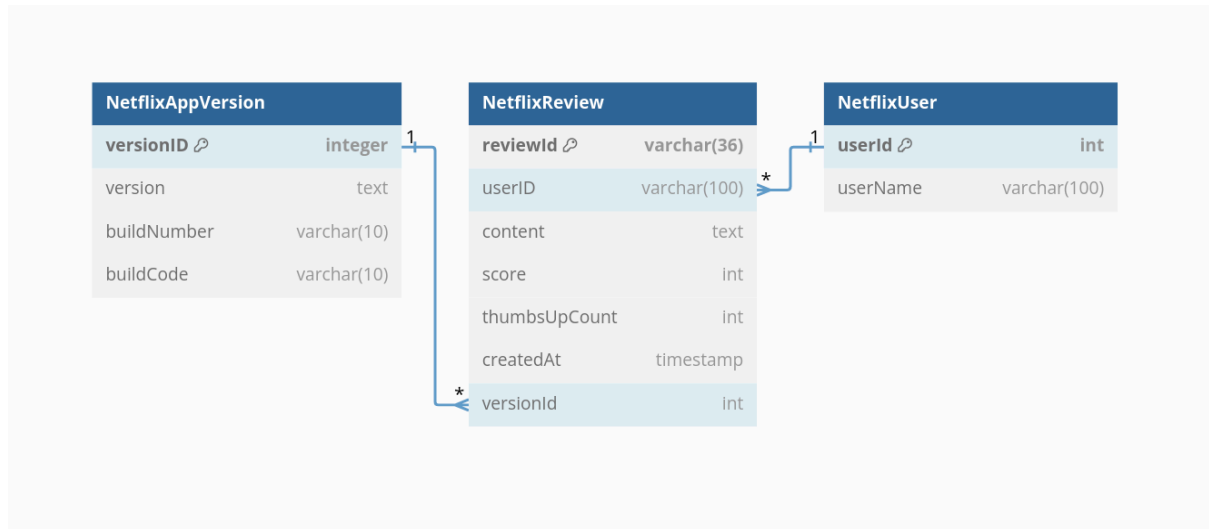 NetflixAppVersion
versionID integer
version text
buildNumber varchar(10)
buildCode varchar(10)
1
*
NetflixReview
reviewId varchar(36)
userID varchar(100)
content text
score int
thumbsUpCount int
createdAt timestamp
versionId int
*
1
NetflixUser
userId int
userName varchar(100)